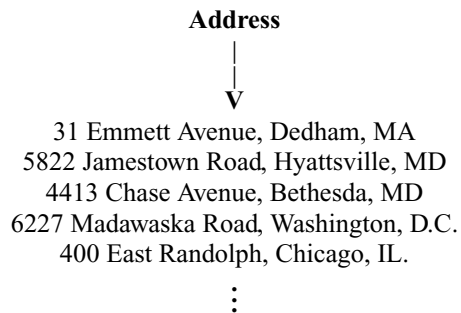 Address
|
|
V
31 Emmett Avenue, Dedham, MA
5822 Jamestown Road, Hyattsville, MD
4413 Chase Avenue, Bethesda, MD
6227 Madawaska Road, Washington, D.C.
400 East Randolph, Chicago, IL.
⋮